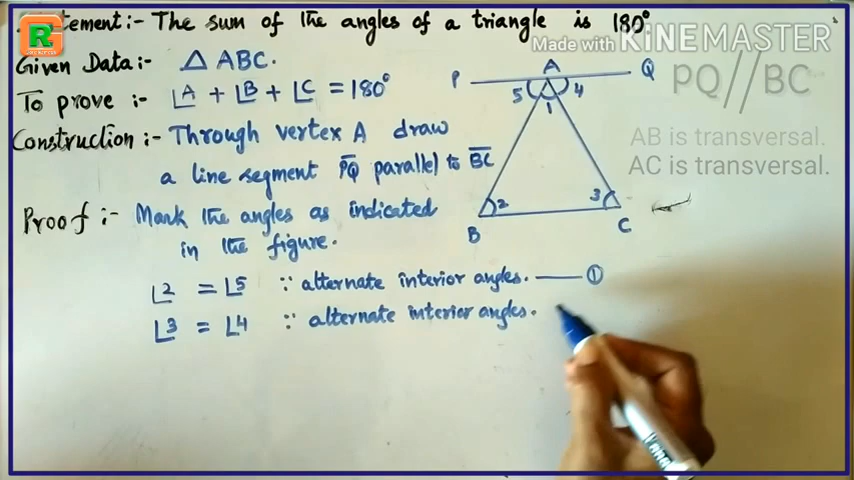 R
tement:- The sum of the angles of a triangle is 180°
Made with KINEMASTER
Given Data:- △ ABC.
To prove :- ∠A + ∠B + ∠C = 180°
Construction :- Through vertex A draw
a line segment PQ parallel to BC
Proof :- Mark the angles as indicated
in the figure.
∠2 = ∠5 ∵ alternate interior angles. —— ①
∠3 = ∠4 ∵ alternate interior angles.
P A Q
5 4
1
2 3
B C
PQ//BC
AB is transversal.
AC is transversal.